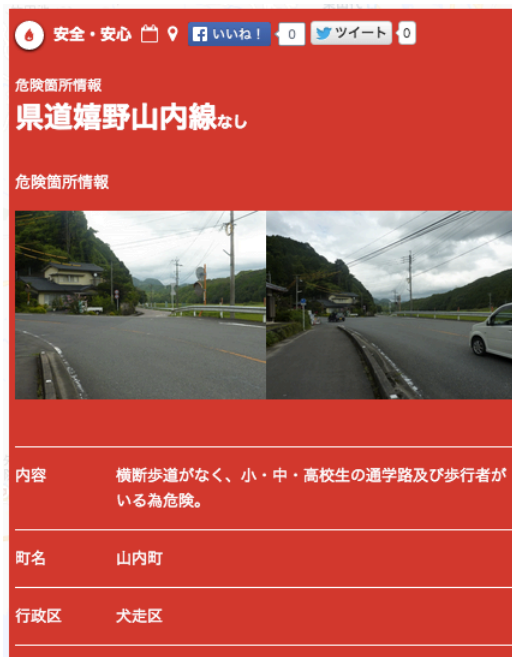 安全・安心 いいね！ 0 ツイート 0
危険箇所情報
県道嬉野山内線なし
危険箇所情報
内容 横断歩道がなく、小・中・高校生の通学路及び歩行者が
いる為危険。
町名 山内町
行政区 犬走区